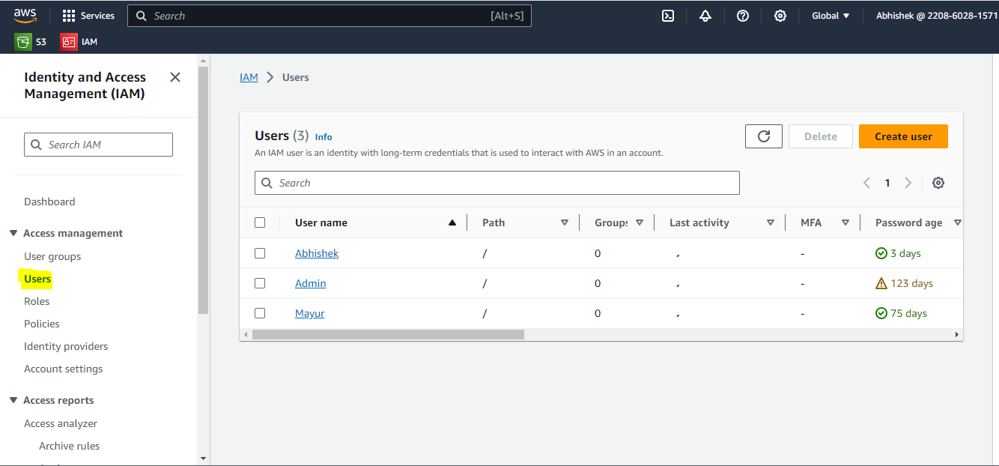 aws
Services
Search
[Alt+S]
Global
Abhishek @ 2208-6028-1571
S3
IAM
Identity and Access
Management (IAM)
Search IAM
Dashboard
Access management
User groups
Users
Roles
Policies
Identity providers
Account settings
Access reports
Access analyzer
Archive rules
IAM > Users
Users (3) Info
An IAM user is an identity with long-term credentials that is used to interact with AWS in an account.
Delete
Create user
Search
1
User name Path Groups Last activity MFA Password age
Abhishek / 0 - 3 days
Admin / 0 - 123 days
Mayur / 0 - 75 days